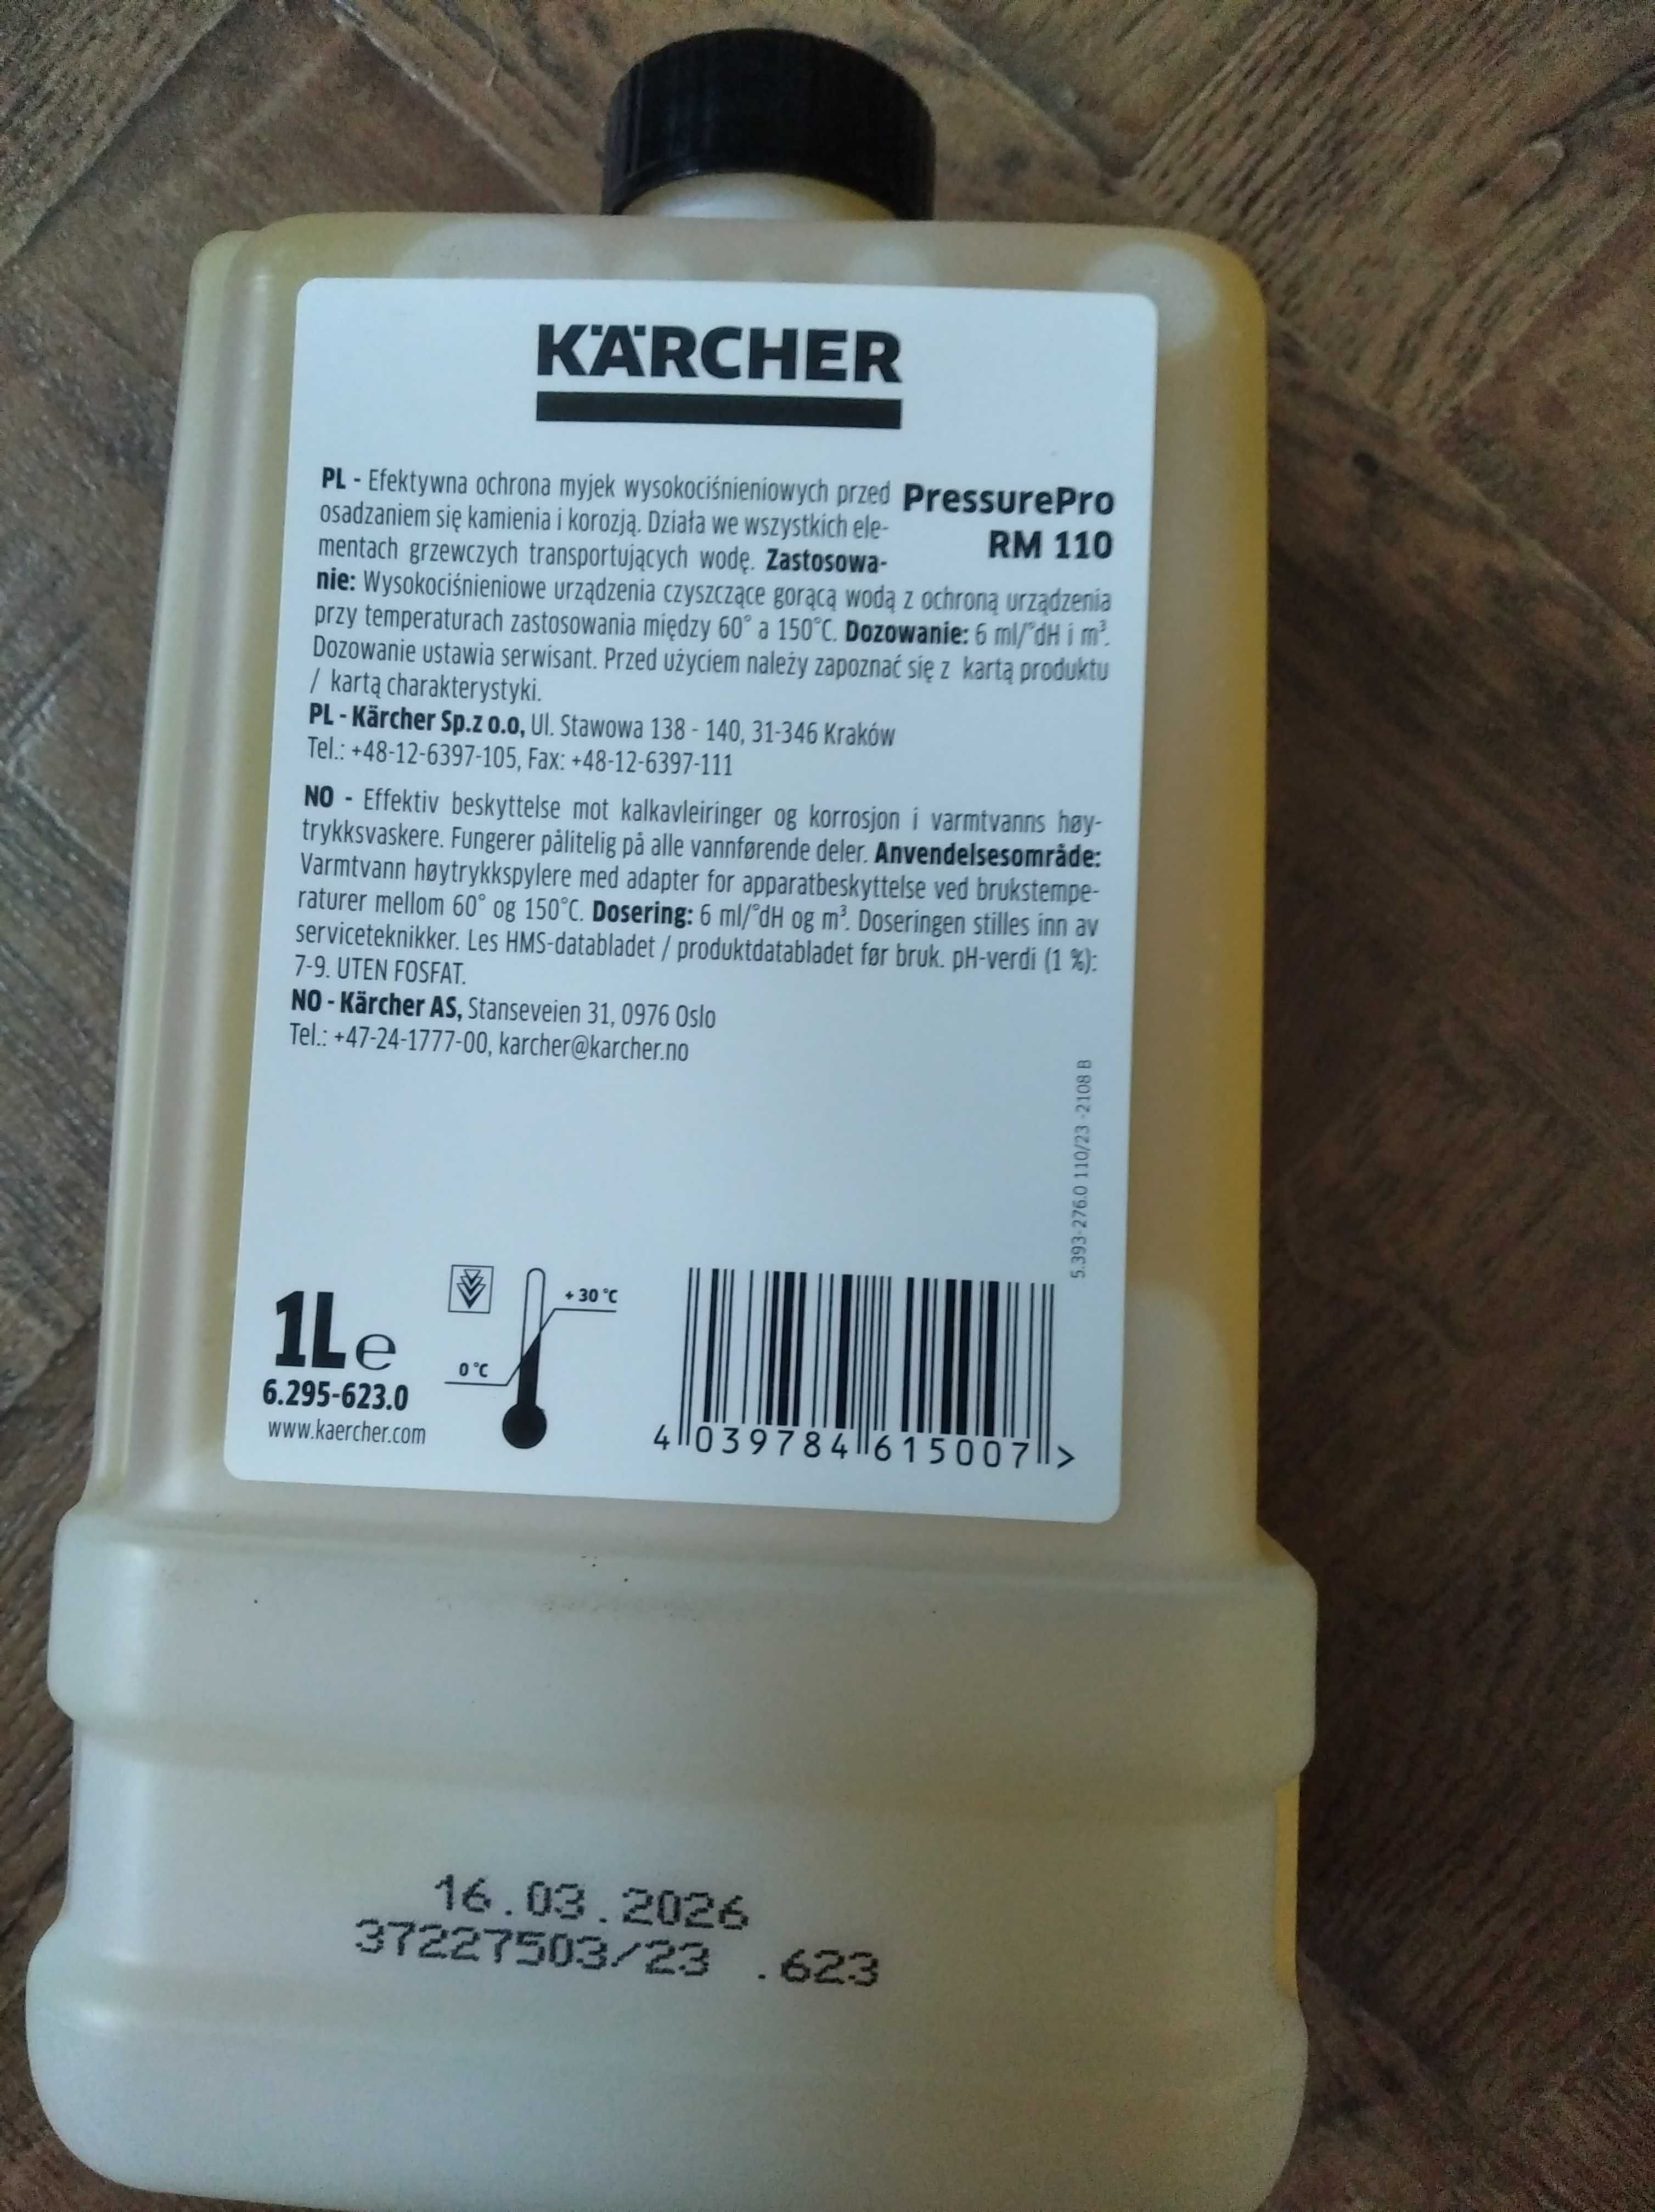 KÄRCHER
PL - Efektywna ochrona myjek wysokociśnieniowych przed
osadzaniem się kamienia i korozją. Działa we wszystkich ele-
mentach grzewczych transportujących wodę. Zastosowa-
PressurePro
RM 110
nie: Wysokociśnieniowe urządzenia czyszczące gorącą wodą z ochroną urządzenia
przy temperaturach zastosowania między 60° a 150°C. Dozowanie: 6 ml/°dH i m³.
Dozowanie ustawia serwisant. Przed użyciem należy zapoznać się z kartą produktu
/ kartą charakterystyki.
PL - Kärcher Sp.z o.o, Ul. Stawowa 138 - 140, 31-346 Kraków
Tel.: +48-12-6397-105, Fax: +48-12-6397-111
NO - Effektiv beskyttelse mot kalkavleiringer og korrosjon i varmtvanns høy-
trykksvaskere. Fungerer pålitelig på alle vannførende deler. Anvendelsesområde:
Varmtvann høytrykkspylere med adapter for apparatbeskyttelse ved brukstempe-
raturer mellom 60° og 150°C. Dosering: 6 ml/°dH og m³. Doseringen stilles inn av
serviceteknikker. Les HMS-databladet / produktdatabladet før bruk. pH-verdi (1 %):
7-9. UTEN FOSFAT.
NO - Kärcher AS, Stanseveien 31, 0976 Oslo
Tel.: +47-24-1777-00, karcher@karcher.no
5.393-276.0 110/23 -2108 B
1L e
6.295-623.0
www.kaercher.com
+ 30 °C
0 °C
4 039784 615007 >
16.03.2026
37227503/23 .623